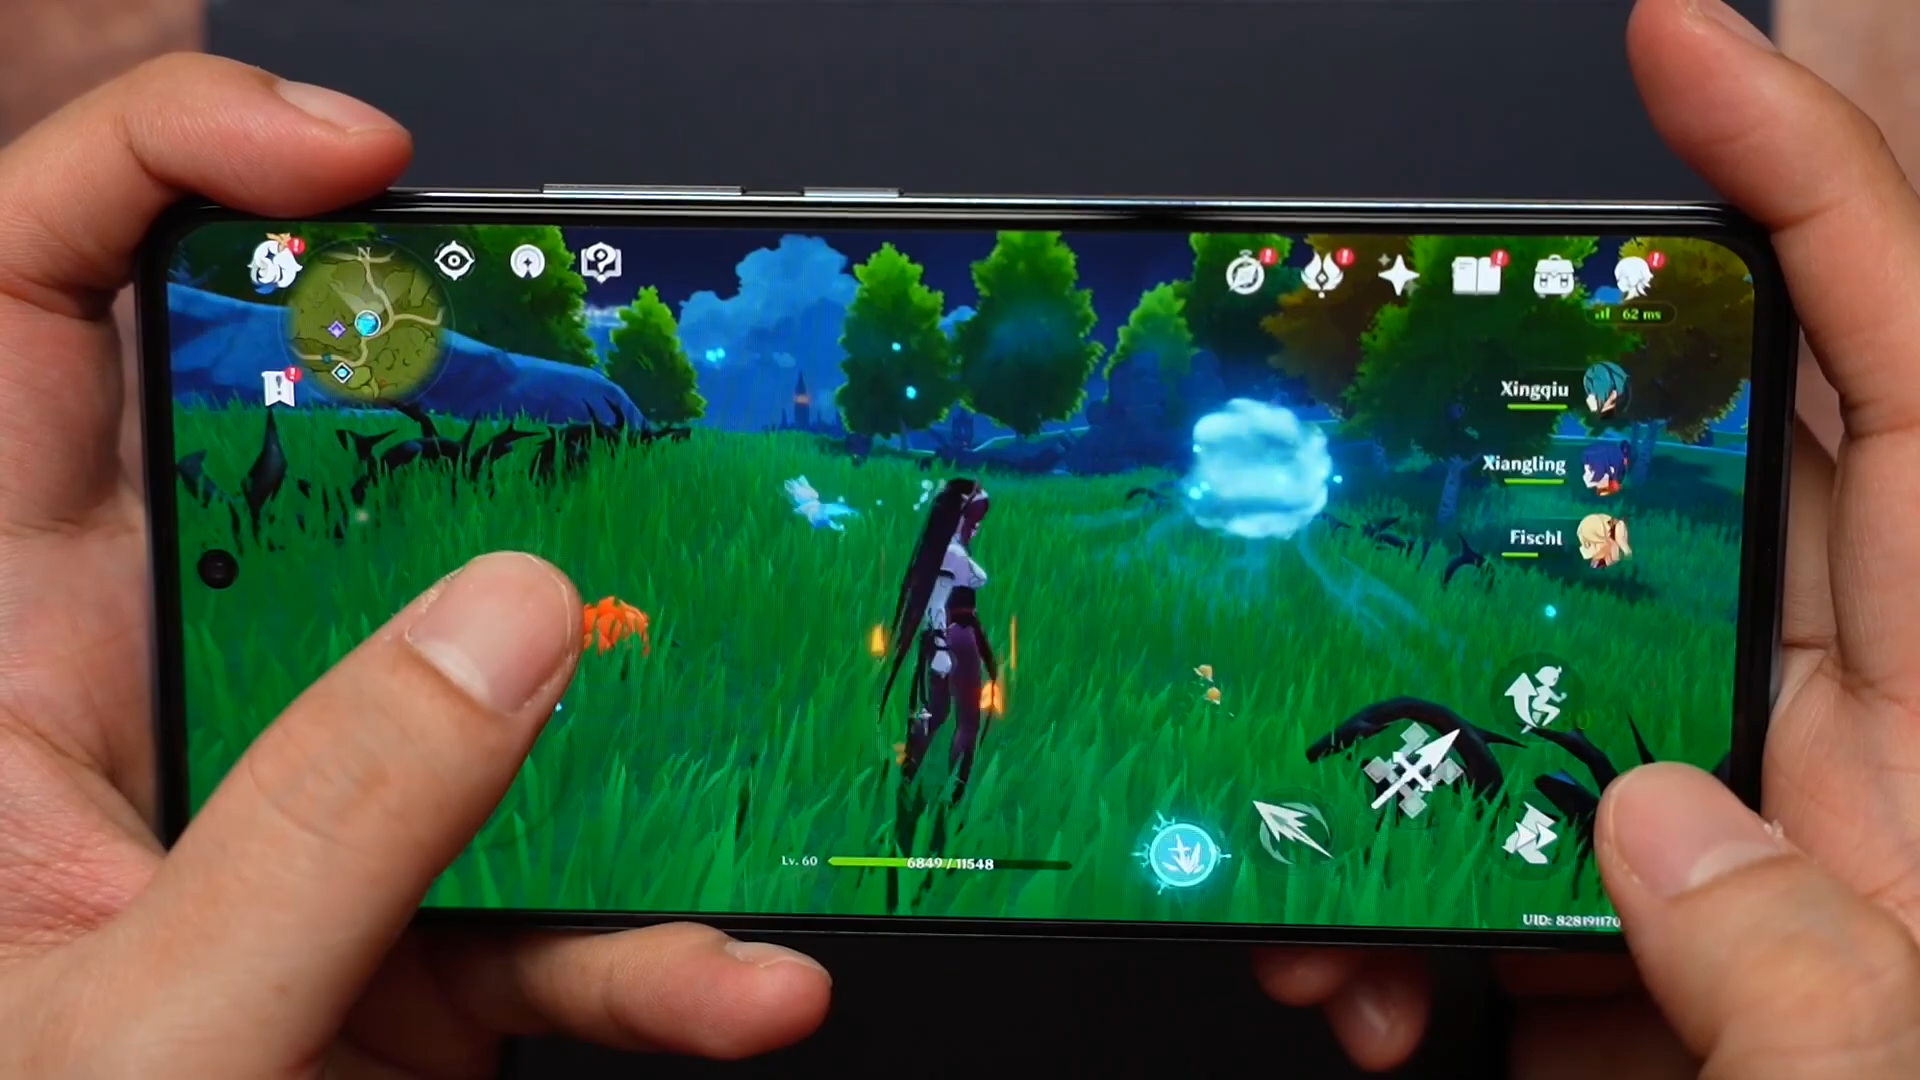 N
62 ms
Xingqiu
Xiangling
Fischl
Lv. 60
6849 / 11548
UID: 828191170